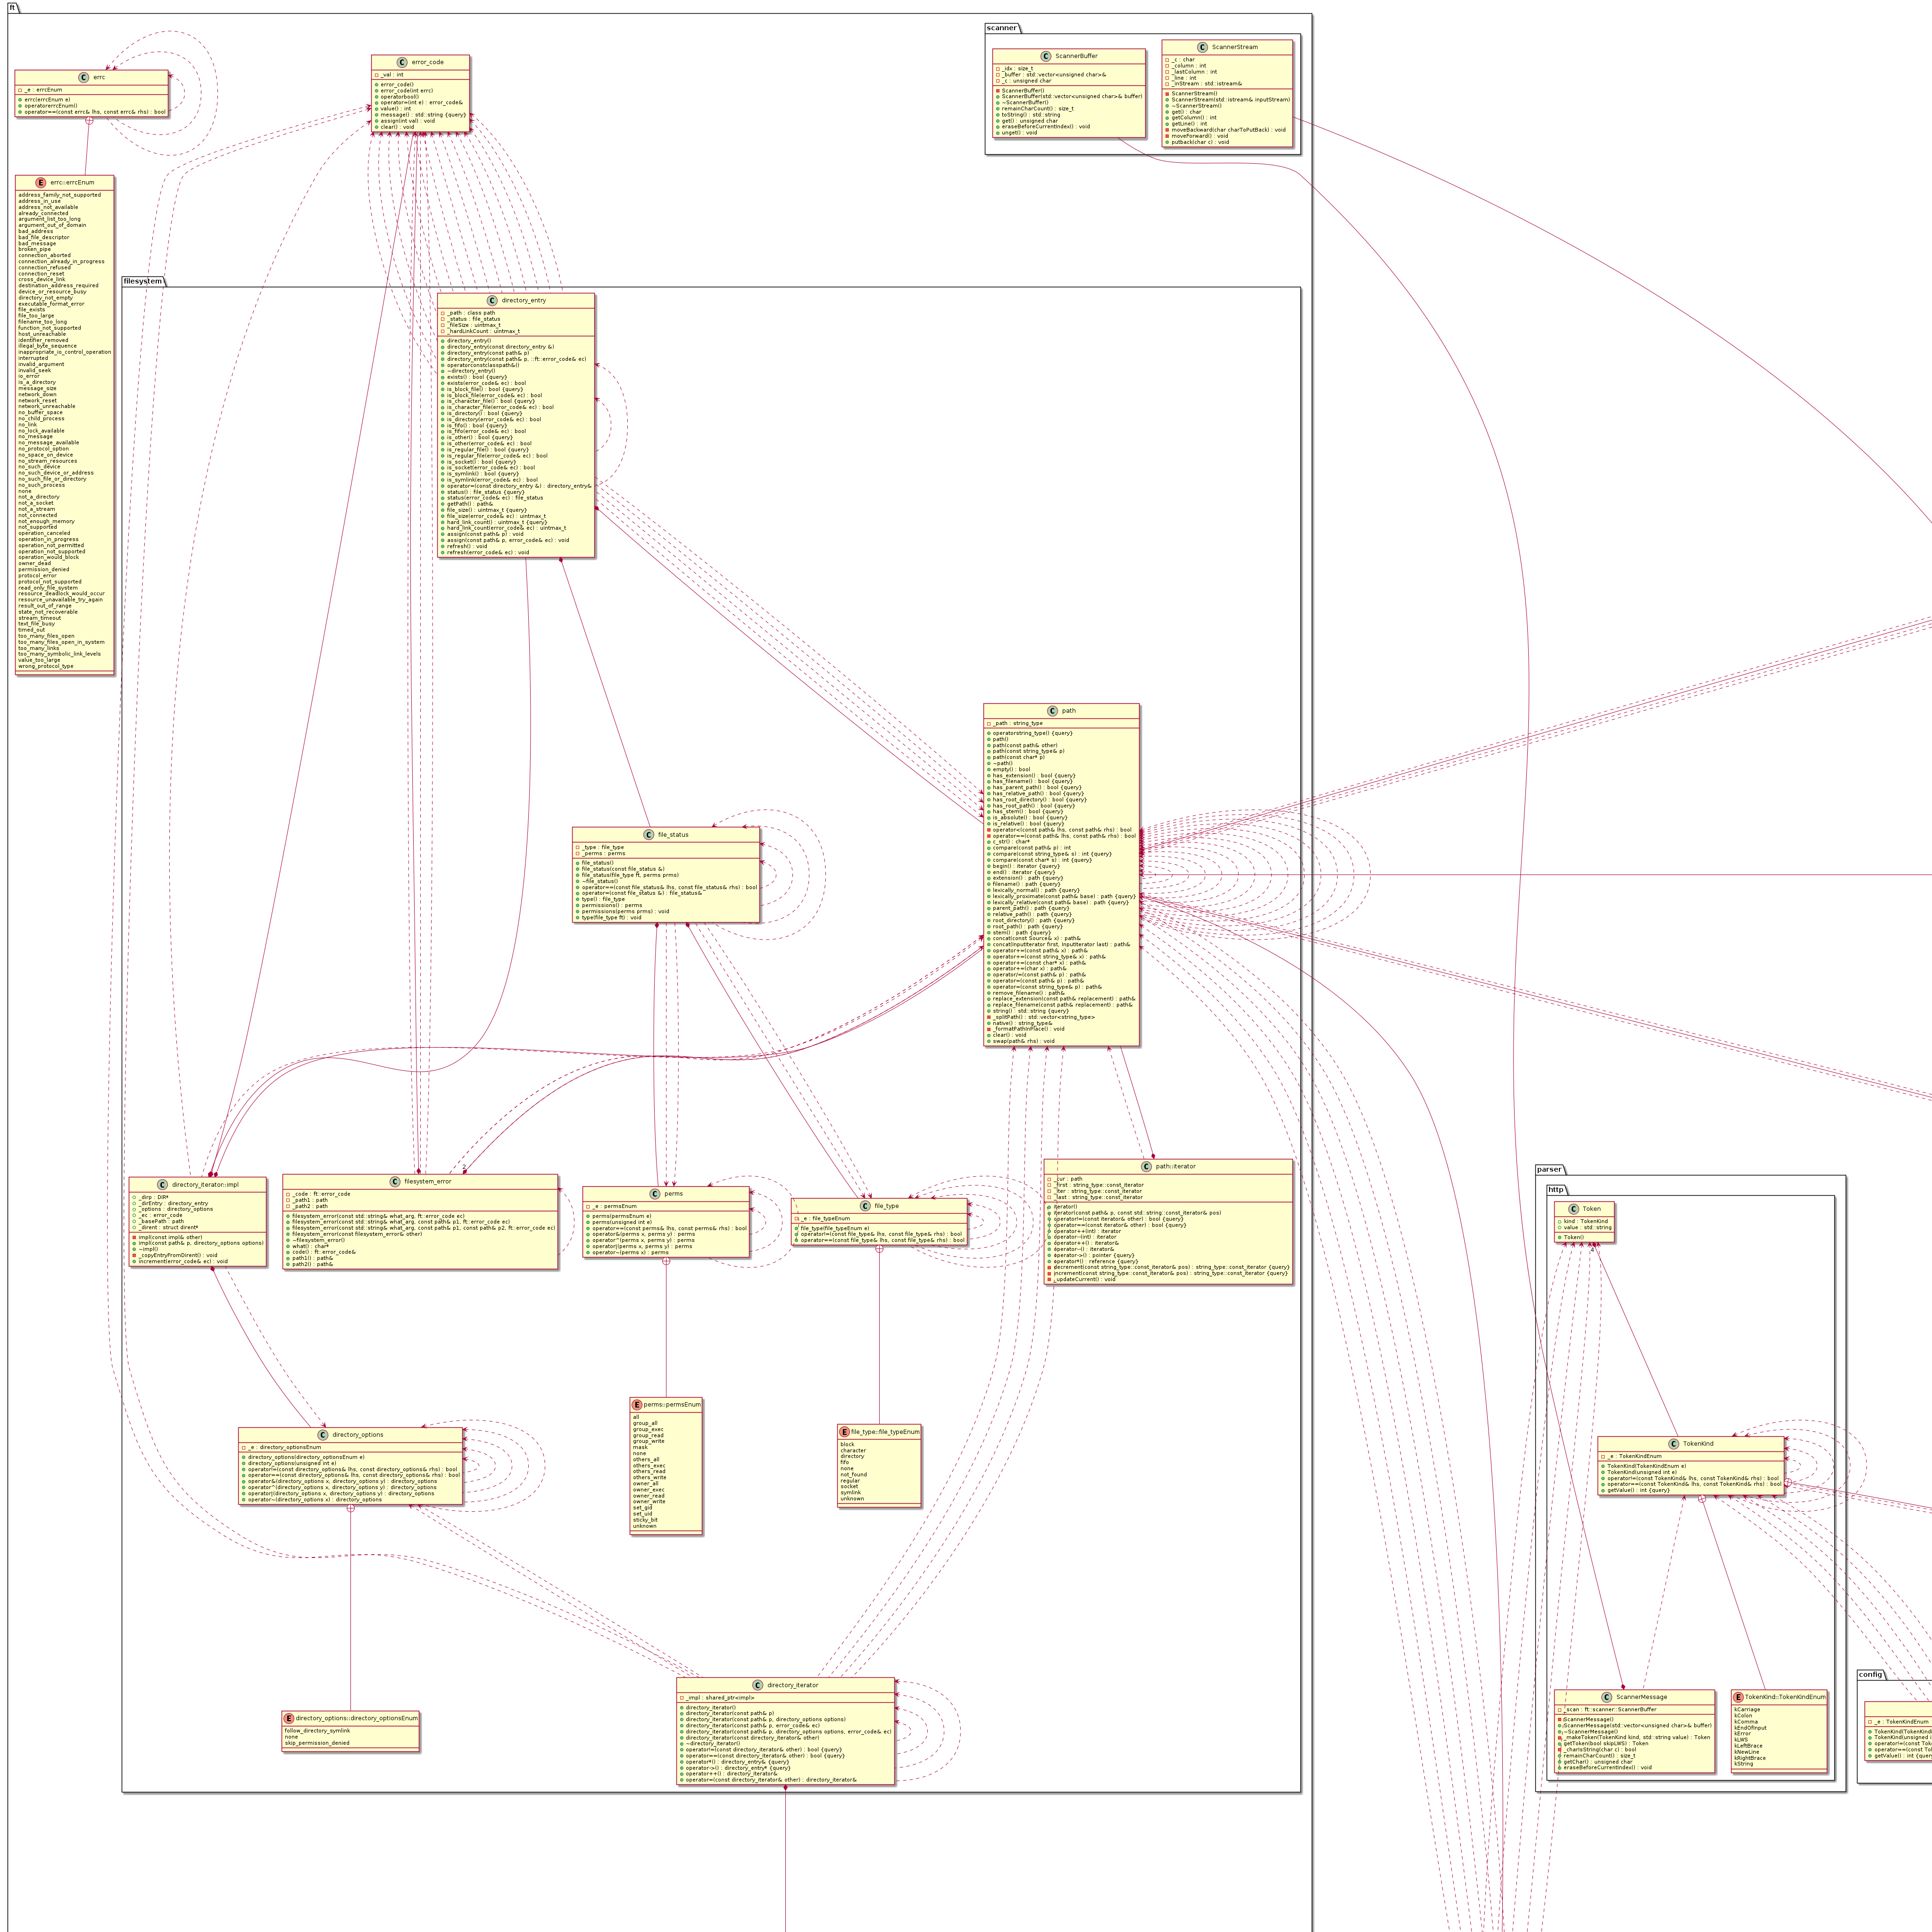 ft
scanner
errc
_e : errcEnum
errc(errcEnum e)
operatorerrcEnum()
operator==(const errc& lhs, const errc& rhs) : bool
error_code
_val : int
error_code()
error_code(int errc)
operatorbool()
operator=(int e) : error_code&
value() : int
message() : std::string {query}
assign(int val) : void
clear() : void
ScannerBuffer
_idx : size_t
_buffer : std::vector<unsigned char>&
_c : unsigned char
ScannerBuffer()
ScannerBuffer(std::vector<unsigned char>& buffer)
~ScannerBuffer()
remainCharCount() : size_t
toString() : std::string
get() : unsigned char
eraseBeforeCurrentIndex() : void
unget() : void
ScannerStream
_c : char
_column : int
_lastColumn : int
_line : int
_inStream : std::istream&
ScannerStream()
ScannerStream(std::istream& inputStream)
~ScannerStream()
get() : char
getColumn() : int
getLine() : int
moveBackward(char charToPutBack) : void
moveForward() : void
putback(char c) : void
errc::errcEnum
address_family_not_supported
address_in_use
address_not_available
already_connected
argument_list_too_long
argument_out_of_domain
bad_address
bad_file_descriptor
bad_message
broken_pipe
connection_aborted
connection_already_in_progress
connection_refused
connection_reset
cross_device_link
destination_address_required
device_or_resource_busy
directory_not_empty
executable_format_error
file_exists
file_too_large
filename_too_long
function_not_supported
host_unreachable
identifier_removed
illegal_byte_sequence
inappropriate_io_control_operation
interrupted
invalid_argument
invalid_seek
io_error
is_a_directory
message_size
network_down
network_reset
network_unreachable
no_buffer_space
no_child_process
no_link
no_lock_available
no_message
no_message_available
no_protocol_option
no_space_on_device
no_stream_resources
no_such_device
no_such_device_or_address
no_such_file_or_directory
no_such_process
none
not_a_directory
not_a_socket
not_a_stream
not_connected
not_enough_memory
not_supported
operation_canceled
operation_in_progress
operation_not_permitted
operation_not_supported
operation_would_block
owner_dead
permission_denied
protocol_error
protocol_not_supported
read_only_file_system
resource_deadlock_would_occur
resource_unavailable_try_again
result_out_of_range
state_not_recoverable
stream_timeout
text_file_busy
timed_out
too_many_files_open
too_many_files_open_in_system
too_many_links
too_many_symbolic_link_levels
value_too_large
wrong_protocol_type
filesystem
directory_entry
_path : class path
_status : file_status
_fileSize : uintmax_t
_hardLinkCount : uintmax_t
directory_entry()
directory_entry(const directory_entry &)
directory_entry(const path& p)
directory_entry(const path& p, ::ft::error_code& ec)
operatorconstclasspath&()
~directory_entry()
exists() : bool {query}
exists(error_code& ec) : bool
is_block_file() : bool {query}
is_block_file(error_code& ec) : bool
is_character_file() : bool {query}
is_character_file(error_code& ec) : bool
is_directory() : bool {query}
is_directory(error_code& ec) : bool
is_fifo() : bool {query}
is_fifo(error_code& ec) : bool
is_other() : bool {query}
is_other(error_code& ec) : bool
is_regular_file() : bool {query}
is_regular_file(error_code& ec) : bool
is_socket() : bool {query}
is_socket(error_code& ec) : bool
is_symlink() : bool {query}
is_symlink(error_code& ec) : bool
operator=(const directory_entry &) : directory_entry&
status() : file_status {query}
status(error_code& ec) : file_status
getPath() : path&
file_size() : uintmax_t {query}
file_size(error_code& ec) : uintmax_t
hard_link_count() : uintmax_t {query}
hard_link_count(error_code& ec) : uintmax_t
assign(const path& p) : void
assign(const path& p, error_code& ec) : void
refresh() : void
refresh(error_code& ec) : void
path
_path : string_type
operatorstring_type() {query}
path()
path(const path& other)
path(const string_type& p)
path(const char* p)
~path()
empty() : bool
has_extension() : bool {query}
has_filename() : bool {query}
has_parent_path() : bool {query}
has_relative_path() : bool {query}
has_root_directory() : bool {query}
has_root_path() : bool {query}
has_stem() : bool {query}
is_absolute() : bool {query}
is_relative() : bool {query}
operator<(const path& lhs, const path& rhs) : bool
operator==(const path& lhs, const path& rhs) : bool
c_str() : char*
compare(const path& p) : int
compare(const string_type& s) : int {query}
compare(const char* s) : int {query}
begin() : iterator {query}
end() : iterator {query}
extension() : path {query}
filename() : path {query}
lexically_normal() : path {query}
lexically_proximate(const path& base) : path {query}
lexically_relative(const path& base) : path {query}
parent_path() : path {query}
relative_path() : path {query}
root_directory() : path {query}
root_path() : path {query}
stem() : path {query}
concat(const Source& x) : path&
concat(InputIterator first, InputIterator last) : path&
operator+=(const path& x) : path&
operator+=(const string_type& x) : path&
operator+=(const char* x) : path&
operator+=(char x) : path&
operator/=(const path& p) : path&
operator=(const path& p) : path&
operator=(const string_type& p) : path&
remove_filename() : path&
replace_extension(const path& replacement) : path&
replace_filename(const path& replacement) : path&
string() : std::string {query}
_splitPath() : std::vector<string_type>
native() : string_type&
_formatPathInPlace() : void
clear() : void
swap(path& rhs) : void
file_status
_type : file_type
_perms : perms
file_status()
file_status(const file_status &)
file_status(file_type ft, perms prms)
~file_status()
operator==(const file_status& lhs, const file_status& rhs) : bool
operator=(const file_status &) : file_status&
type() : file_type
permissions() : perms
permissions(perms prms) : void
type(file_type ft) : void
directory_iterator::impl
_dirp : DIR*
_dirEntry : directory_entry
_options : directory_options
_ec : error_code
_basePath : path
_dirent : struct dirent*
impl(const impl& other)
impl(const path& p, directory_options options)
~impl()
_copyEntryFromDirent() : void
increment(error_code& ec) : void
2
filesystem_error
_code : ft::error_code
_path1 : path
_path2 : path
filesystem_error(const std::string& what_arg, ft::error_code ec)
filesystem_error(const std::string& what_arg, const path& p1, ft::error_code ec)
filesystem_error(const std::string& what_arg, const path& p1, const path& p2, ft::error_code ec)
filesystem_error(const filesystem_error& other)
~filesystem_error()
what() : char*
code() : ft::error_code&
path1() : path&
path2() : path&
perms
_e : permsEnum
perms(permsEnum e)
perms(unsigned int e)
operator==(const perms& lhs, const perms& rhs) : bool
operator&(perms x, perms y) : perms
operator^(perms x, perms y) : perms
operator|(perms x, perms y) : perms
operator~(perms x) : perms
file_type
_e : file_typeEnum
file_type(file_typeEnum e)
operator!=(const file_type& lhs, const file_type& rhs) : bool
operator==(const file_type& lhs, const file_type& rhs) : bool
path::iterator
_cur : path
_first : string_type::const_iterator
_iter : string_type::const_iterator
_last : string_type::const_iterator
iterator()
iterator(const path& p, const std::string::const_iterator& pos)
operator!=(const iterator& other) : bool {query}
operator==(const iterator& other) : bool {query}
operator++(int) : iterator
operator--(int) : iterator
operator++() : iterator&
operator--() : iterator&
operator->() : pointer {query}
operator*() : reference {query}
decrement(const string_type::const_iterator& pos) : string_type::const_iterator {query}
increment(const string_type::const_iterator& pos) : string_type::const_iterator {query}
_updateCurrent() : void
parser
http
Token
kind : TokenKind
value : std::string
Token()
4
perms::permsEnum
all
group_all
group_exec
group_read
group_write
mask
none
others_all
others_exec
others_read
others_write
owner_all
owner_exec
owner_read
owner_write
set_gid
set_uid
sticky_bit
unknown
file_type::file_typeEnum
block
character
directory
fifo
none
not_found
regular
socket
symlink
unknown
directory_options
_e : directory_optionsEnum
directory_options(directory_optionsEnum e)
directory_options(unsigned int e)
operator!=(const directory_options& lhs, const directory_options& rhs) : bool
operator==(const directory_options& lhs, const directory_options& rhs) : bool
operator&(directory_options x, directory_options y) : directory_options
operator^(directory_options x, directory_options y) : directory_options
operator|(directory_options x, directory_options y) : directory_options
operator~(directory_options x) : directory_options
TokenKind
_e : TokenKindEnum
TokenKind(TokenKindEnum e)
TokenKind(unsigned int e)
operator!=(const TokenKind& lhs, const TokenKind& rhs) : bool
operator==(const TokenKind& lhs, const TokenKind& rhs) : bool
getValue() : int {query}
directory_options::directory_optionsEnum
follow_directory_symlink
none
skip_permission_denied
directory_iterator
_impl : shared_ptr<impl>
directory_iterator()
directory_iterator(const path& p)
directory_iterator(const path& p, directory_options options)
directory_iterator(const path& p, error_code& ec)
directory_iterator(const path& p, directory_options options, error_code& ec)
directory_iterator(const directory_iterator& other)
~directory_iterator()
operator!=(const directory_iterator& other) : bool {query}
operator==(const directory_iterator& other) : bool {query}
operator*() : directory_entry& {query}
operator->() : directory_entry* {query}
operator++() : directory_iterator&
operator=(const directory_iterator& other) : directory_iterator&
ScannerMessage
_scan : ft::scanner::ScannerBuffer
ScannerMessage()
ScannerMessage(std::vector<unsigned char>& buffer)
~ScannerMessage()
_makeToken(TokenKind kind, std::string value) : Token
getToken(bool skipLWS) : Token
_charIsString(char c) : bool
remainCharCount() : size_t
getChar() : unsigned char
eraseBeforeCurrentIndex() : void
TokenKind::TokenKindEnum
kCarriage
kColon
kComma
kEndOfInput
kError
kLWS
kLeftBrace
kNewLine
kRightBrace
kString
config
_e : TokenKindEnum
TokenKind(TokenKind
TokenKind(unsigned i
operator!=(const Tok
operator==(const To
getValue() : int {quer